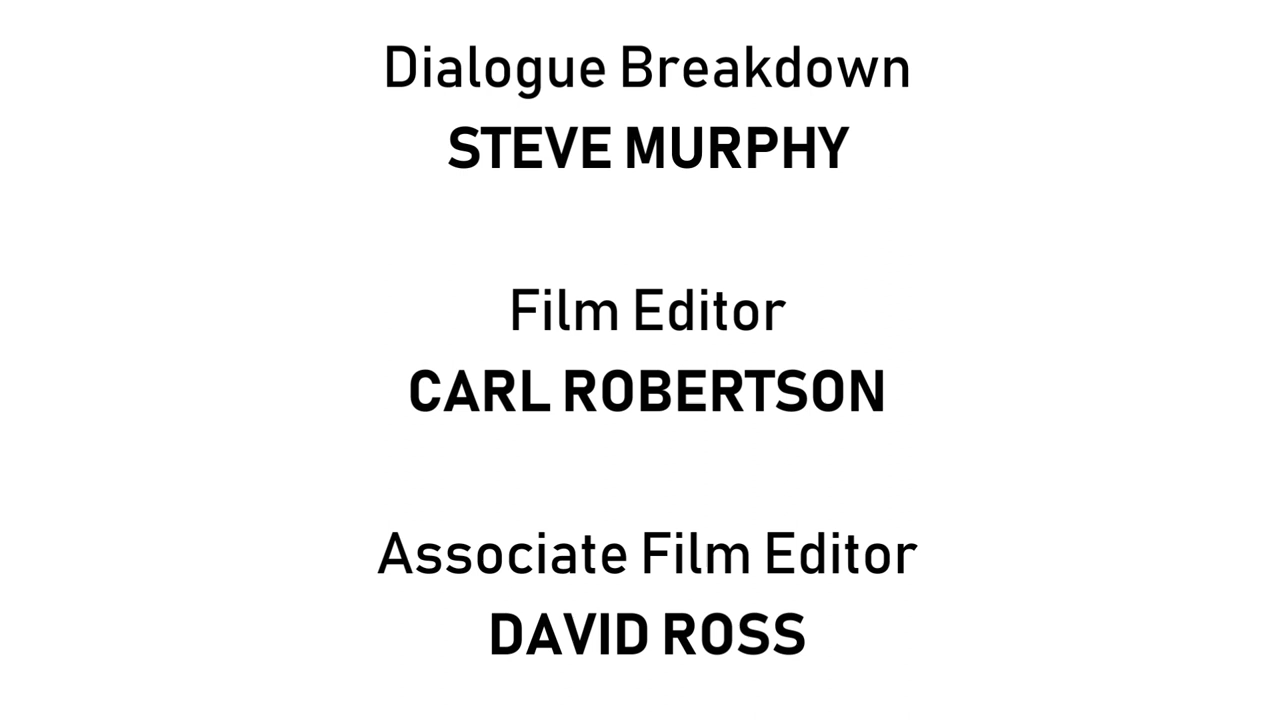 Dialogue Breakdown
STEVE MURPHY
Film Editor
CARL ROBERTSON
Associate Film Editor
DAVID ROSS